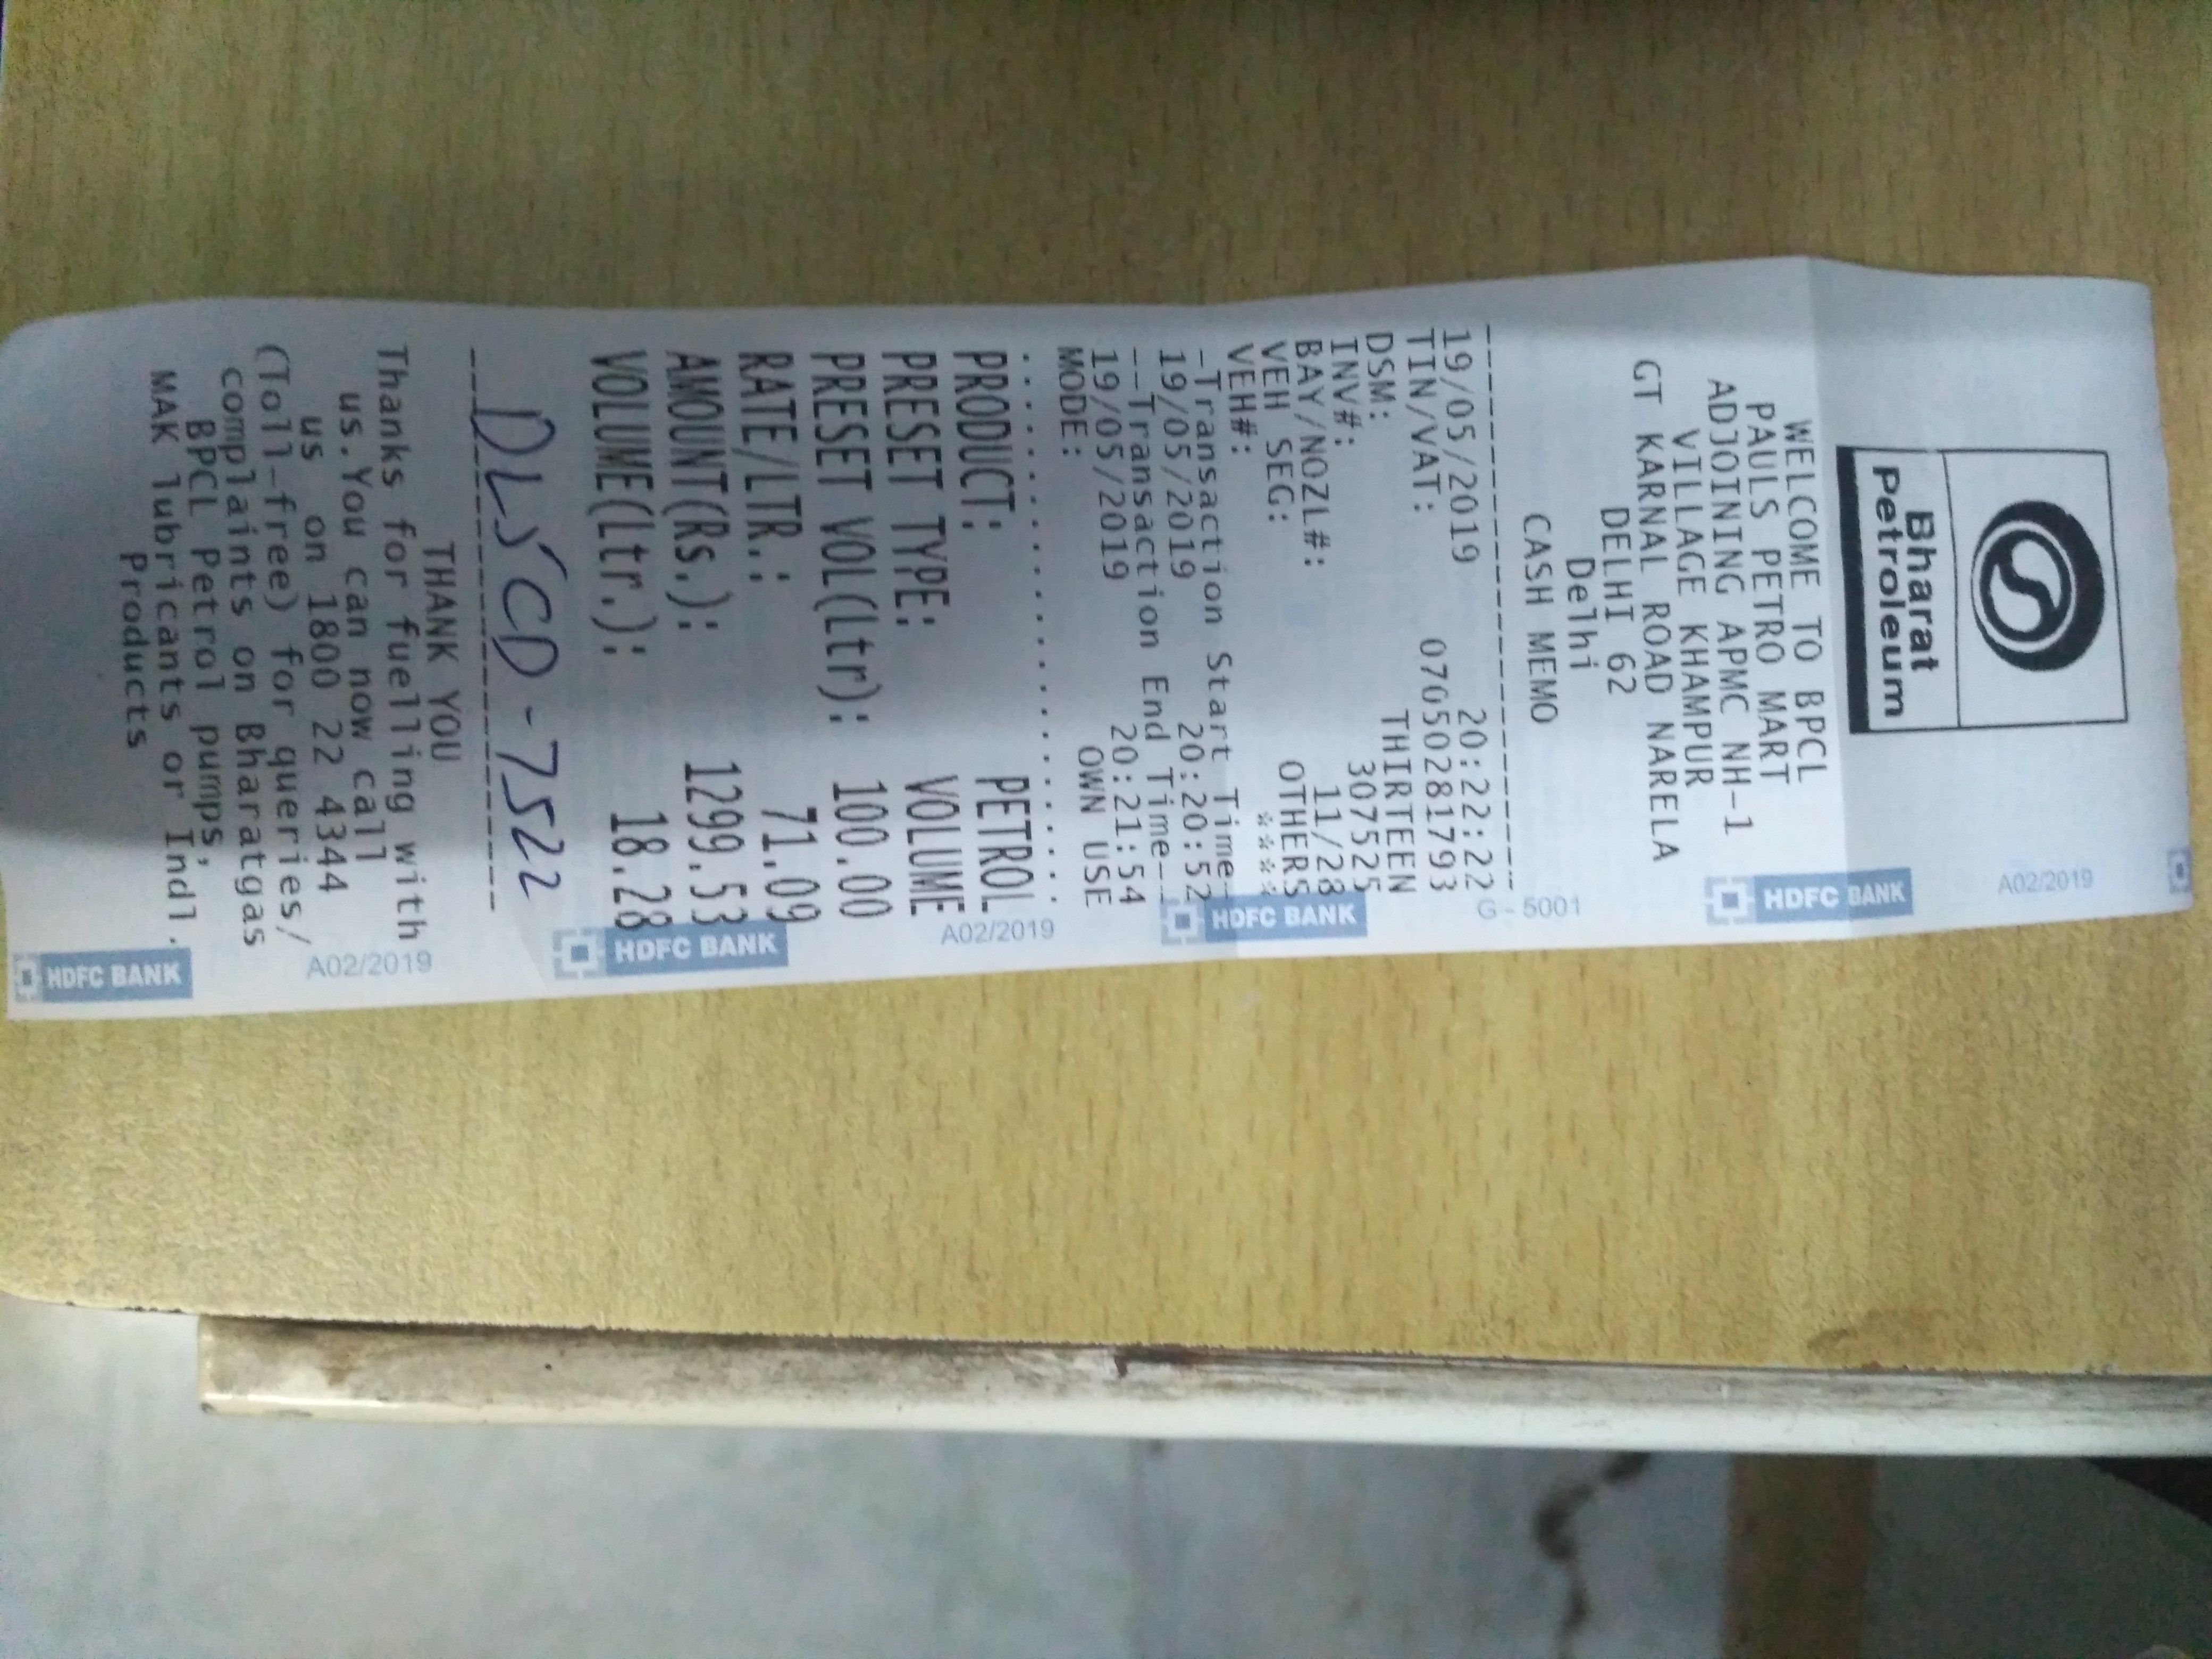 Bharat
Petroleum
WELCOME TO BPCL
PAULS PETRO MART
ADJOINING APMC NH-1
VILLAGE KHAMPUR
GT KARNAL ROAD NARELA
DELHI 62
Delhi
CASH MEMO
19/05/2019 20:22:22
TIN/VAT: 07050281793
DSM: THIRTEEN
INV#: 307525
BAY/NOZL#: 11/28
VEH SEG: OTHERS
VEH#: ****
-Transaction Start Time-
19/05/2019 20:20:52
--Transaction End Time--
19/05/2019 20:21:54
MODE: OWN USE
PRODUCT: PETROL
PRESET TYPE: VOLUME
PRESET VOL(Ltr): 100.00
RATE/LTR.: 71.09
AMOUNT(Rs.): 1299.53
VOLUME(Ltr.): 18.28
DL5CD-7522
THANK YOU
Thanks for fuelling with
us.You can now call
us on 1800 22 4344
(Toll-free) for queries/
complaints on Bharatgas
BPCL Petrol pumps,
MAK lubricants or Indl.
Products
A02/2019
HDFC BANK
G-5001
HDFC BANK
A02/2019
HDFC BANK
A02/2019
HDFC BANK